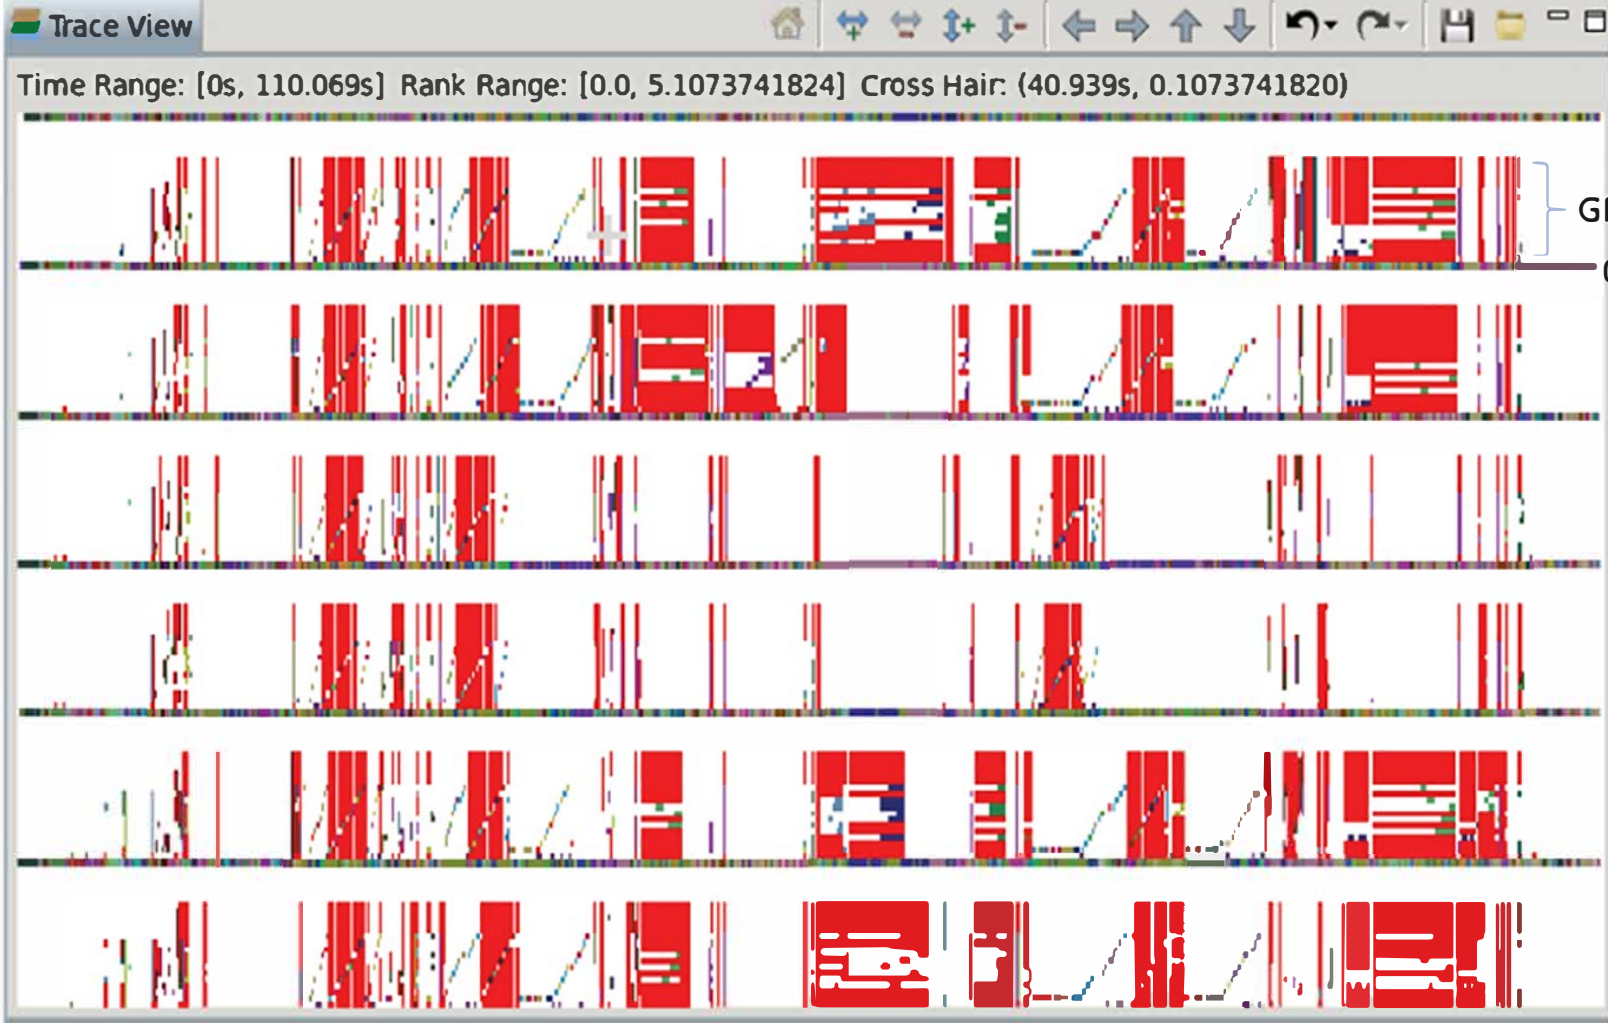 Trace View
Time Range: [0s, 110.069s] Rank Range: [0.0, 5.1073741824] Cross Hair: (40.939s, 0.1073741820)